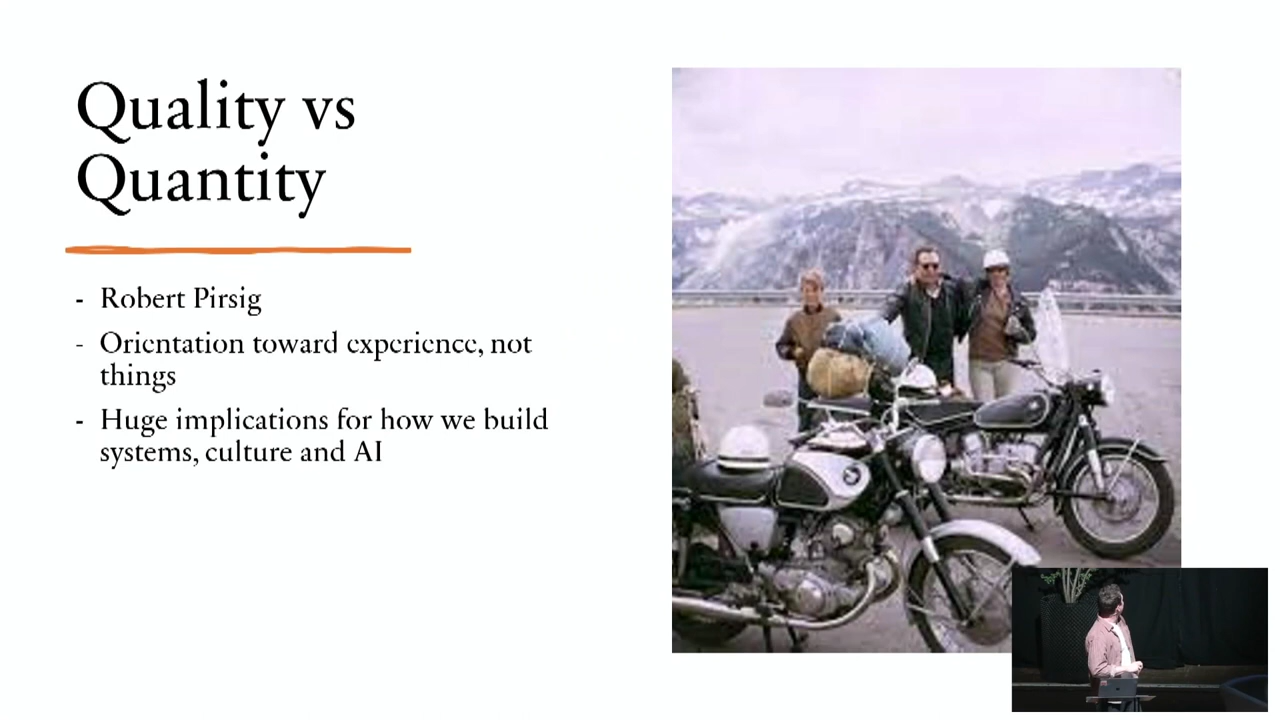 Quality vs
Quantity
- Robert Pirsig
- Orientation toward experience, not
things
- Huge implications for how we build
systems, culture and AI